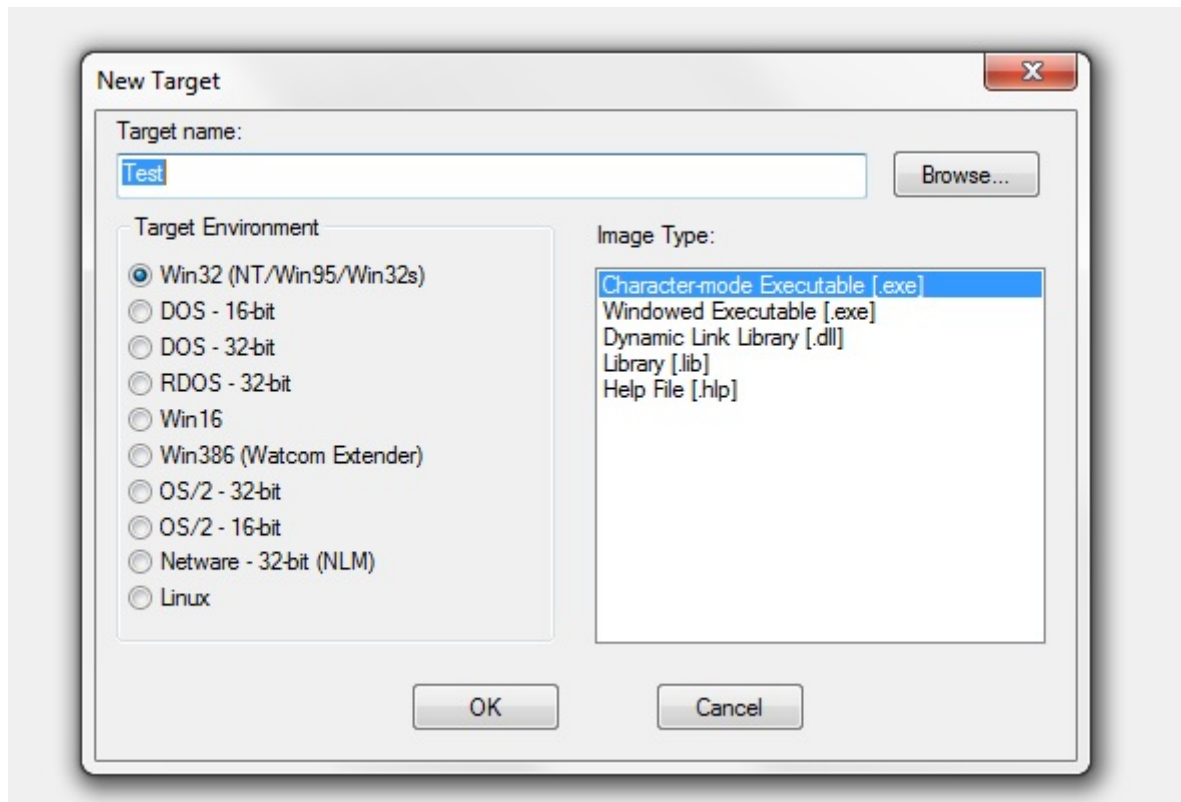 New Target
Target name:
Test
Browse...
Target Environment
Win32 (NT/Win95/Win32s)
DOS - 16-bit
DOS - 32-bit
RDOS - 32-bit
Win16
Win386 (Watcom Extender)
OS/2 - 32-bit
OS/2 - 16-bit
Netware - 32-bit (NLM)
Linux
Image Type:
Character-mode Executable [.exe]
Windowed Executable [.exe]
Dynamic Link Library [.dll]
Library [.lib]
Help File [.hlp]
OK
Cancel